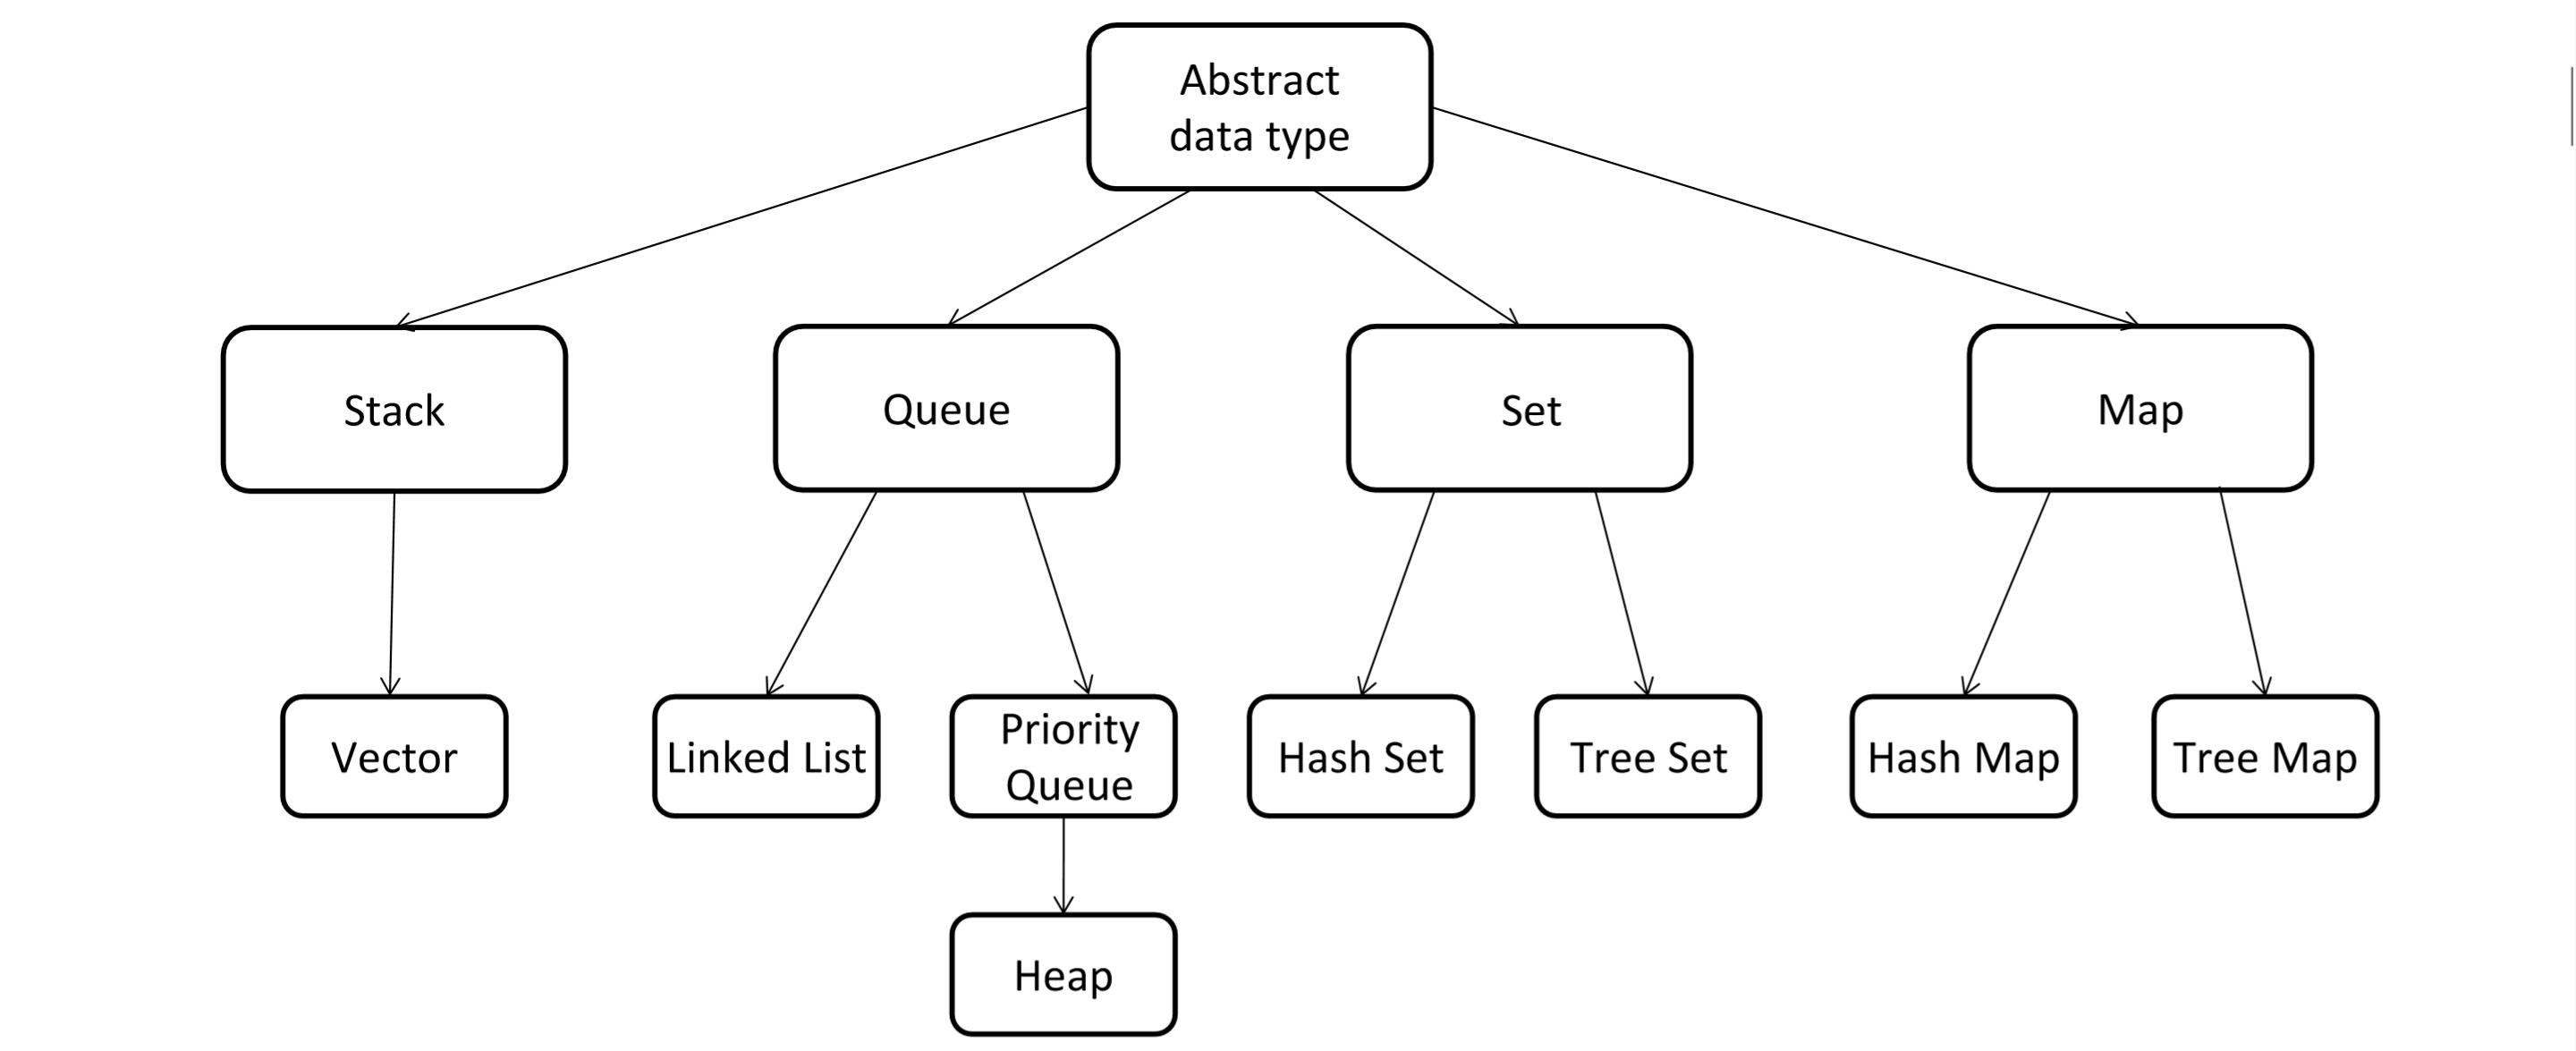 Abstract
data type
Stack
Queue
Set
Map
Vector
Linked List
Priority
Queue
Hash Set
Tree Set
Hash Map
Tree Map
Heap